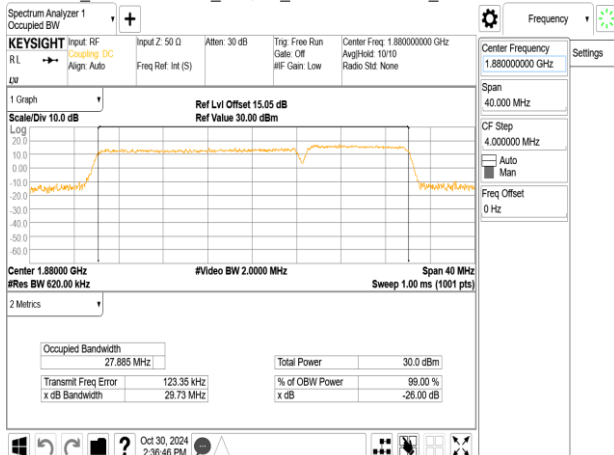 Spectrum Analyzer 1
Occupied BW
Frequency
KEYSIGHT
Input: RF
Coupling: DC
Align: Auto
Input Z: 50 Ω
Freq Ref: Int (S)
Atten: 30 dB
Trig: Free Run
Gate: Off
#IF Gain: Low
Center Freq: 1.880000000 GHz
Avg|Hold: 10/10
Radio Std: None
RL
LXI
Center Frequency
1.880000000 GHz
Settings
Span
40.000 MHz
CF Step
4.000000 MHz
Auto
Man
Freq Offset
0 Hz
1 Graph
Ref Lvl Offset 15.05 dB
Scale/Div 10.0 dB
Ref Value 30.00 dBm
Log
20.0
10.0
0.00
-10.0
-20.0
-30.0
-40.0
-50.0
-60.0
Center 1.88000 GHz
#Video BW 2.0000 MHz
Span 40 MHz
#Res BW 620.00 kHz
Sweep 1.00 ms (1001 pts)
2 Metrics
Occupied Bandwidth
27.885 MHz
Total Power 30.0 dBm
Transmit Freq Error 123.35 kHz
% of OBW Power 99.00 %
x dB Bandwidth 29.73 MHz
x dB -26.00 dB
Oct 30, 2024
2:36:46 PM